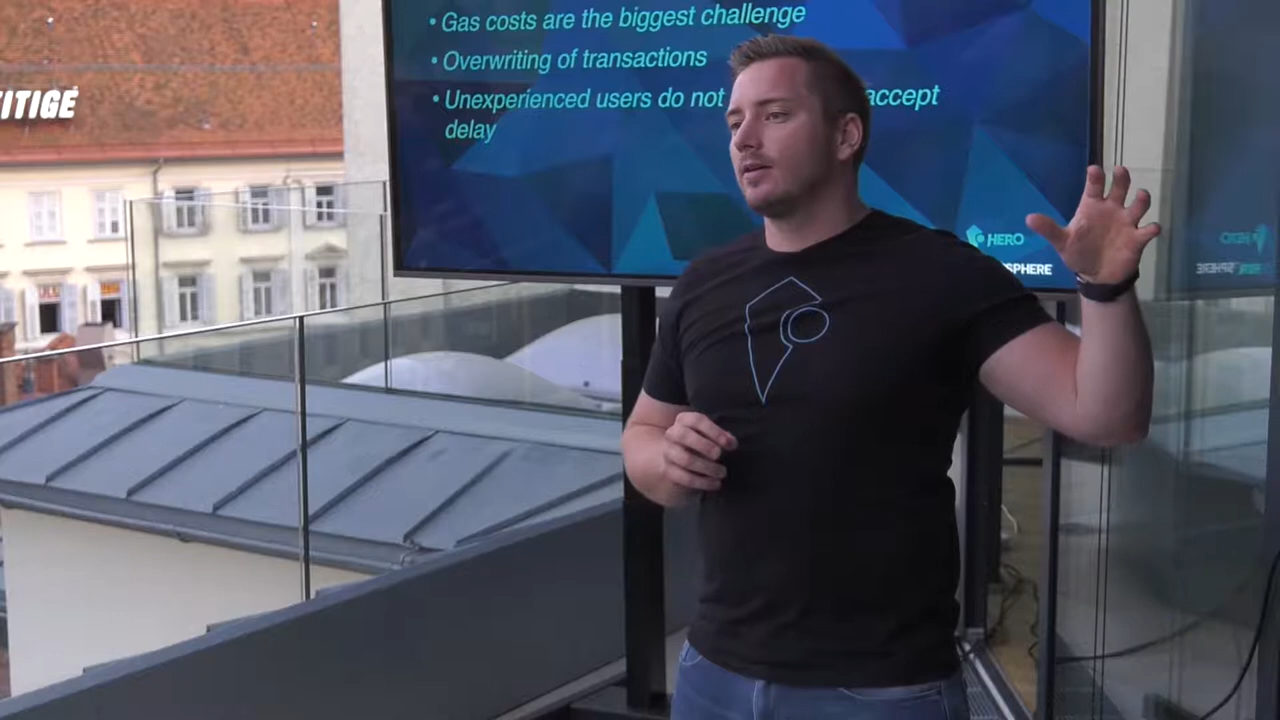 • Gas costs are the biggest challenge
ITIGE
• Overwriting of transactions
• Unexperienced users do not accept
delay
HERO
SPHERE
HERO
SPHERE